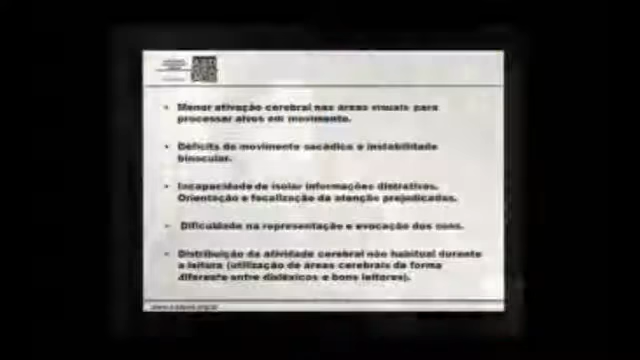 Menor ativação cerebral nas áreas visuais para
processar alvos em movimento.
Déficits do movimento sacádico e instabilidade
binocular.
Incapacidade de isolar informações distrativas.
Orientação e focalização da atenção prejudicadas.
Dificuldade na representação e evocação dos sons.
Distribuição da atividade cerebral não habitual durante
a leitura (utilização de áreas cerebrais de forma
diferente entre disléxicos e bons leitores).